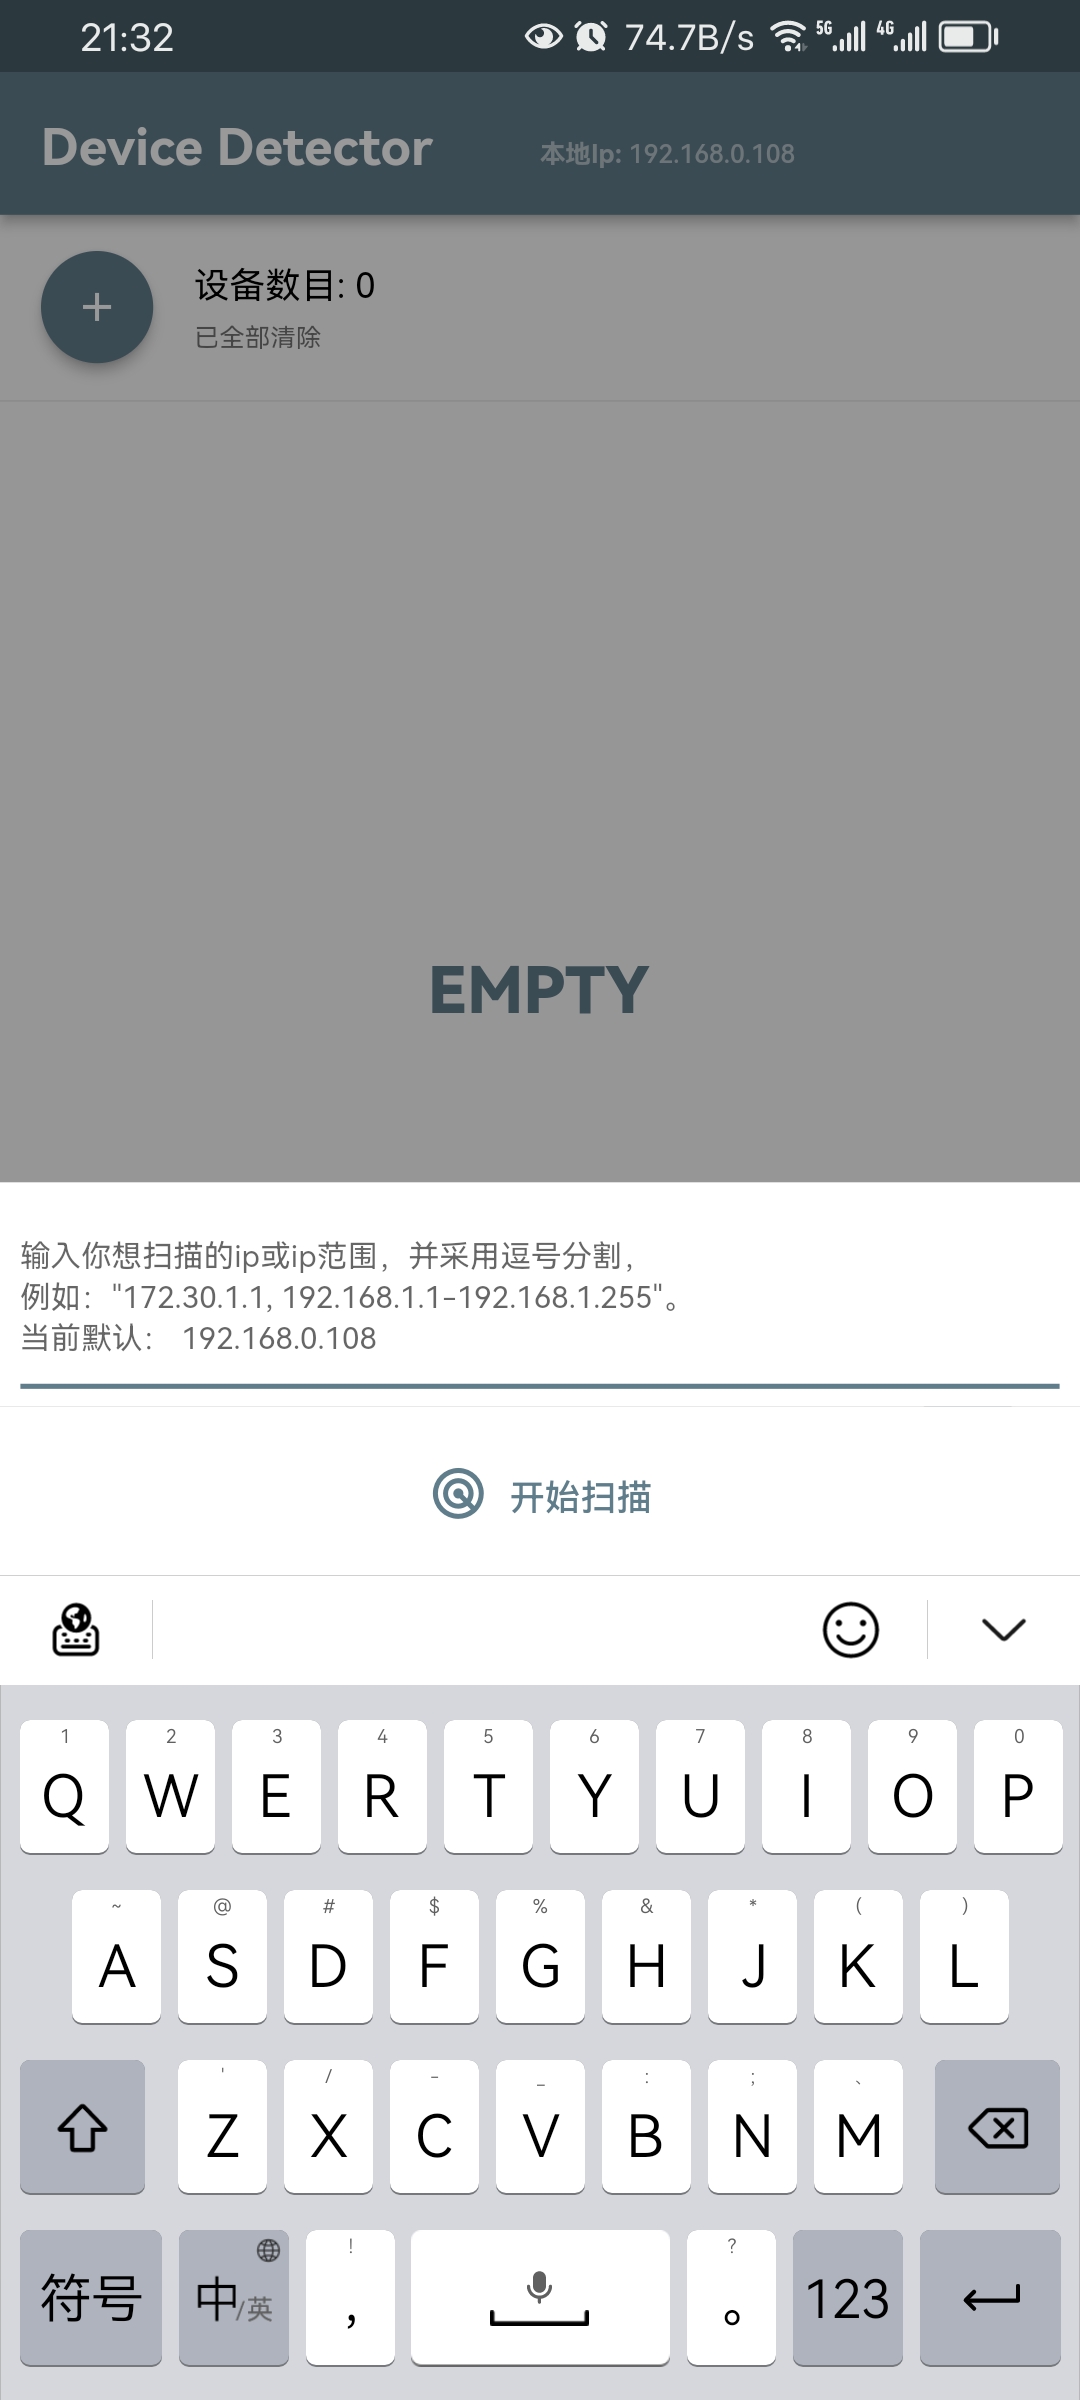 21:32 74.7B/s 5G 4G
Device Detector 本地Ip: 192.168.0.108
设备数目: 0
已全部清除
EMPTY
输入你想扫描的ip或ip范围，并采用逗号分割，
例如："172.30.1.1, 192.168.1.1-192.168.1.255"。
当前默认： 192.168.0.108
开始扫描
1 2 3 4 5 6 7 8 9 0
Q W E R T Y U I O P
~ @ # $ % & * ( )
A S D F G H J K L
' / - _ : ; 、
Z X C V B N M
! ?
符号 中/英 , 。 123